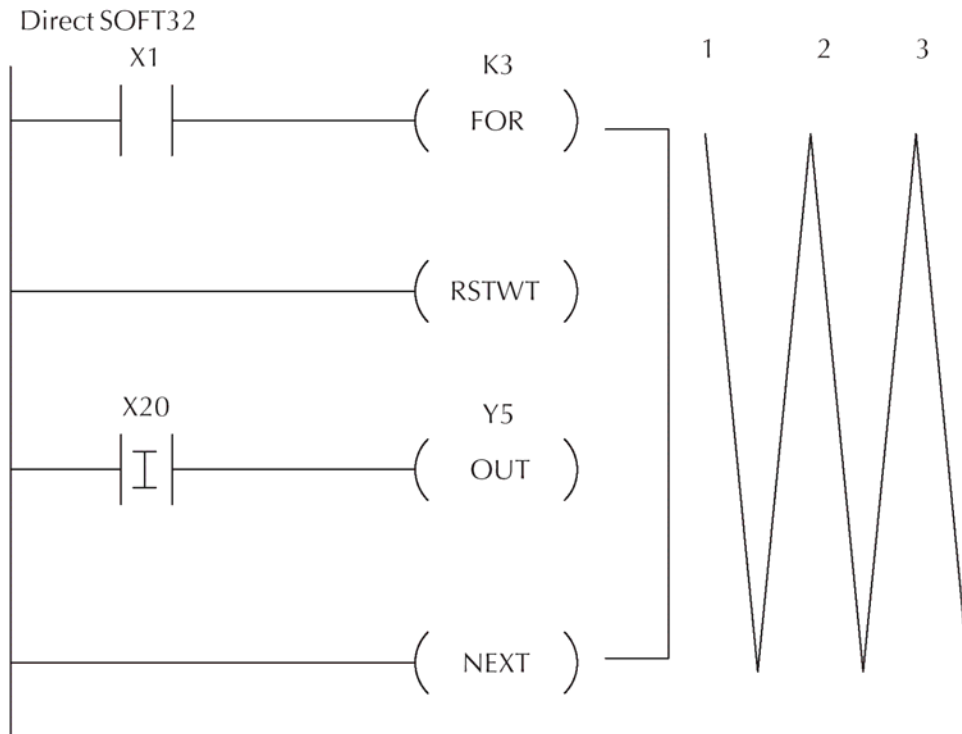 Direct SOFT32
X1
K3
1 2 3
FOR
RSTWT
X20
Y5
I
OUT
NEXT